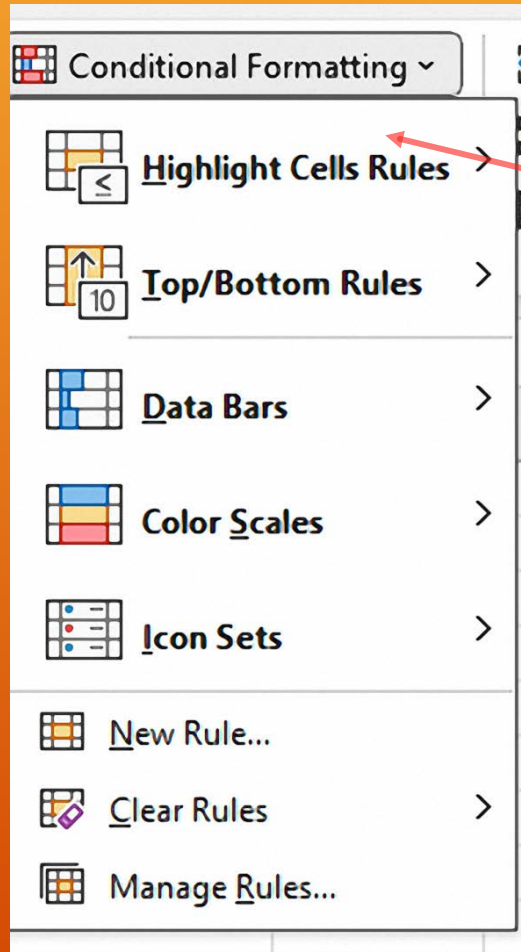 Conditional Formatting
≤ Highlight Cells Rules
10 Top/Bottom Rules
Data Bars
Color Scales
Icon Sets
New Rule...
Clear Rules
Manage Rules...